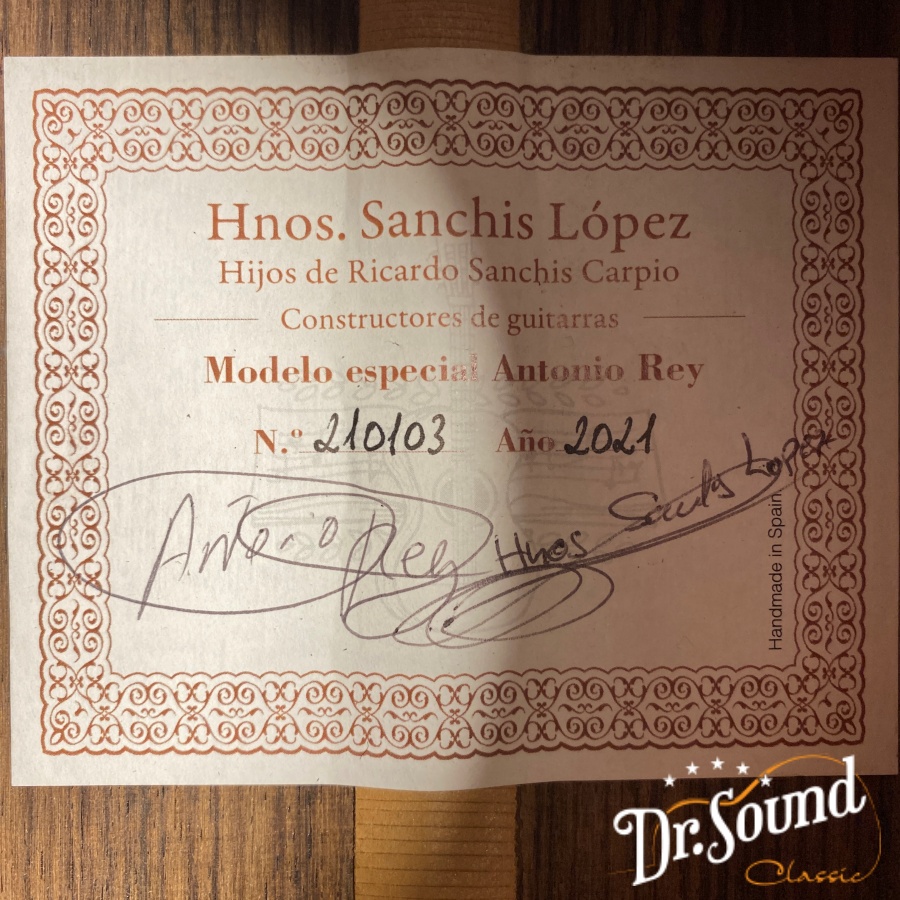 Hnos. Sanchis López
Hijos de Ricardo Sanchis Carpio
Constructores de guitarras
Modelo especial Antonio Rey
N.º 210103 Año 2021
Antonio Rey
Hnos Sanchis Lopez
Handmade in Spain
Dr. Sound
Classic